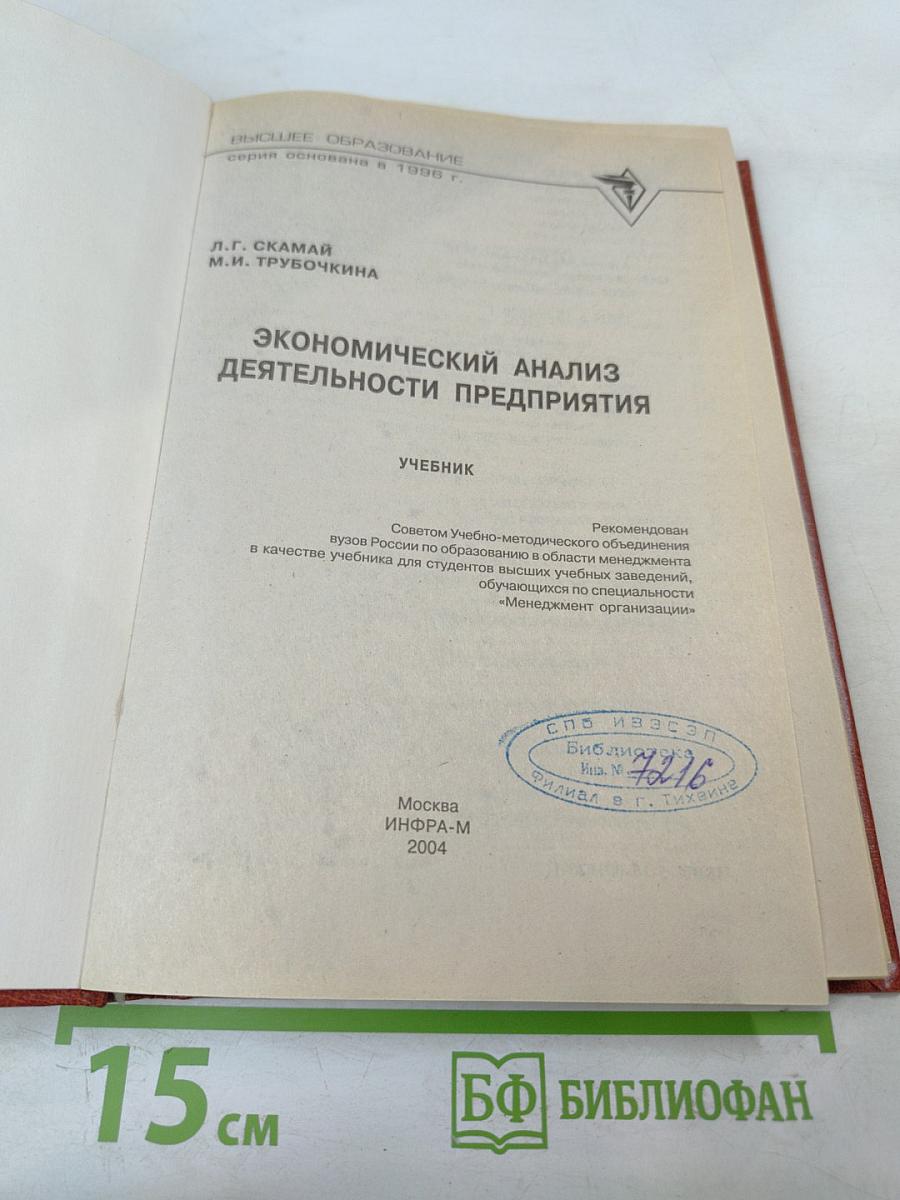 ВЫСШЕЕ ОБРАЗОВАНИЕ
серия основана в 1996 г.
Л.Г. СКАМАЙ
М.И. ТРУБОЧКИНА
ЭКОНОМИЧЕСКИЙ АНАЛИЗ
ДЕЯТЕЛЬНОСТИ ПРЕДПРИЯТИЯ
УЧЕБНИК
Рекомендован
Советом Учебно-методического объединения
вузов России по образованию в области менеджмента
в качестве учебника для студентов высших учебных заведений,
обучающихся по специальности
«Менеджмент организации»
СПб ИВЭСЭП
Библиотека
Инв. № 7216
Филиал в г. Тихвине
Москва
ИНФРА-М
2004
15 см
БФ БИБЛИОФАН